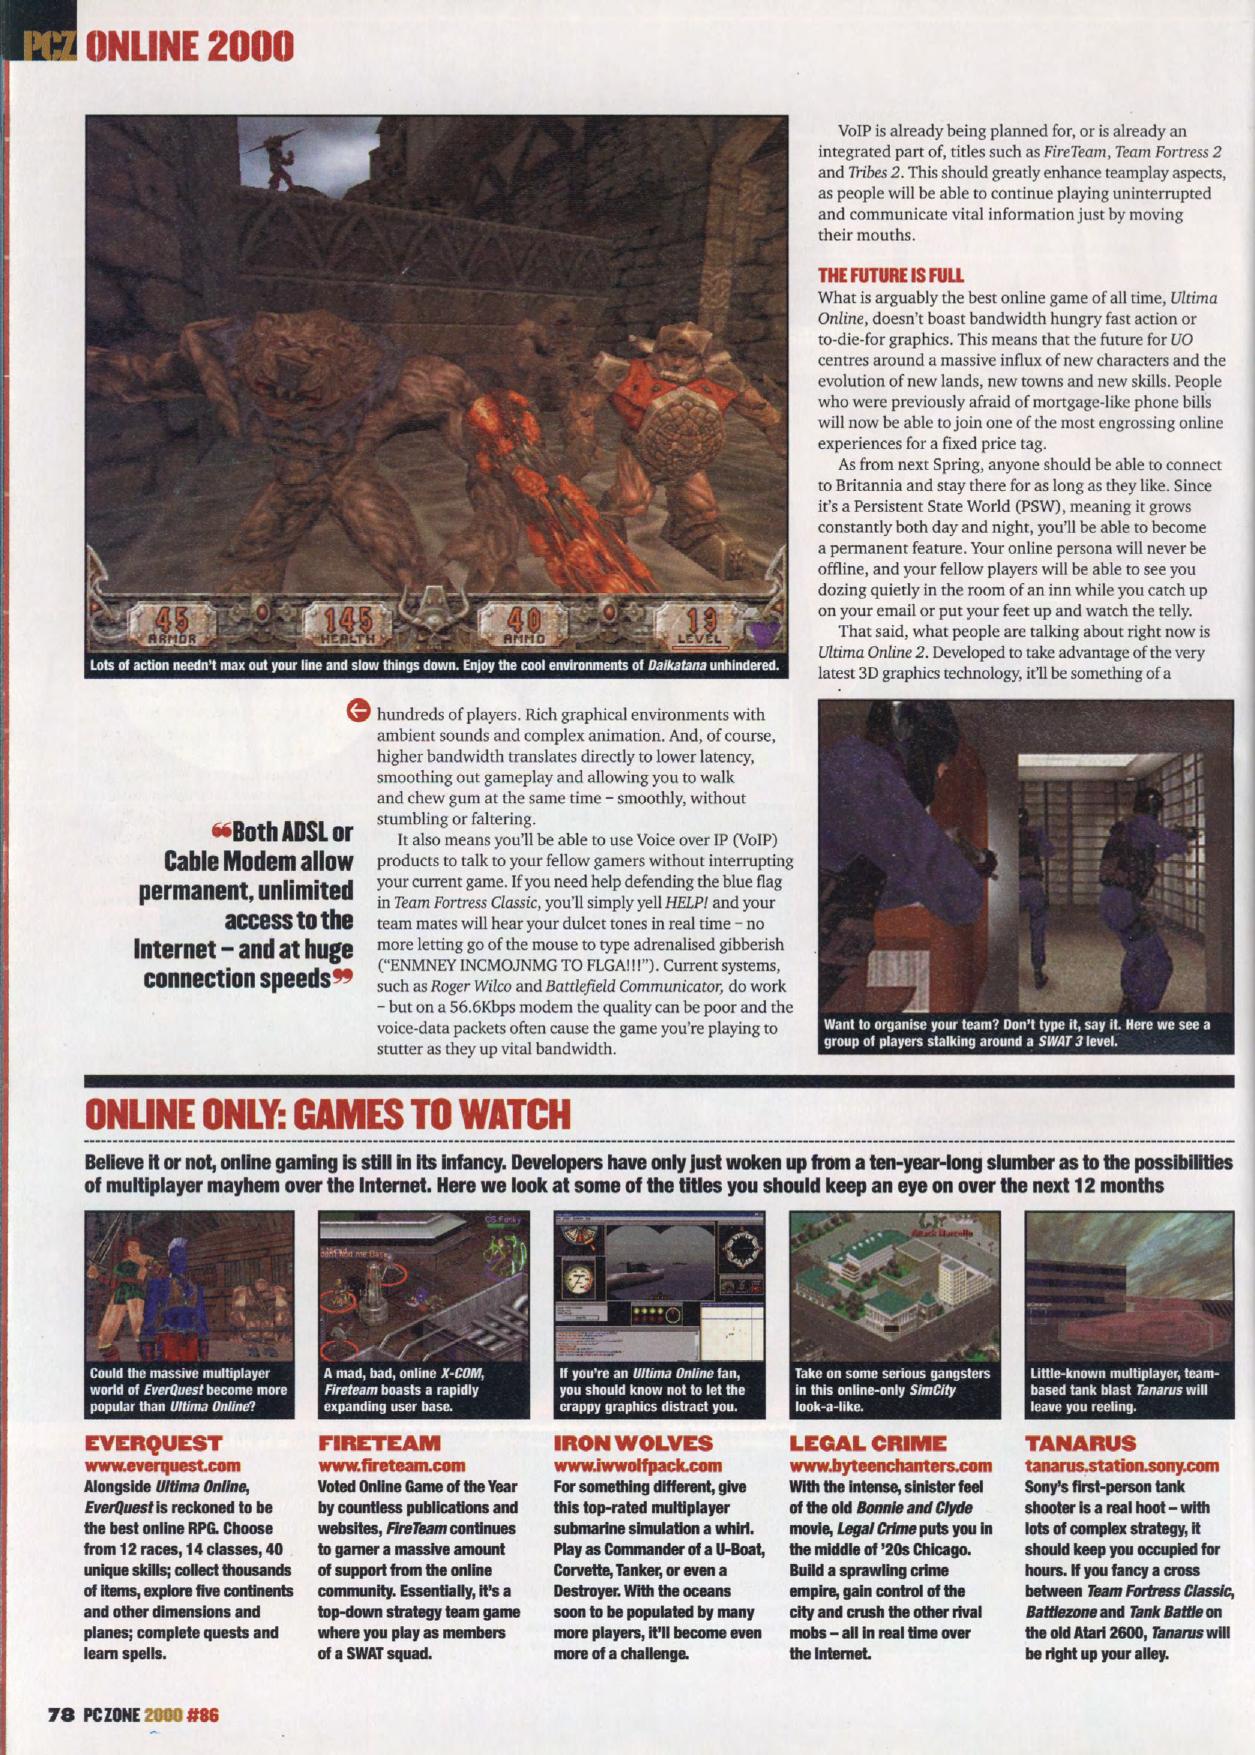 PCZ ONLINE 2000
45
ARMOR
145
HEALTH
40
AMMO
13
LEVEL
Lots of action needn't max out your line and slow things down. Enjoy the cool environments of Daikatana unhindered.
hundreds of players. Rich graphical environments with
ambient sounds and complex animation. And, of course,
higher bandwidth translates directly to lower latency,
smoothing out gameplay and allowing you to walk
and chew gum at the same time – smoothly, without
stumbling or faltering.
It also means you'll be able to use Voice over IP (VoIP)
products to talk to your fellow gamers without interrupting
your current game. If you need help defending the blue flag
in Team Fortress Classic, you'll simply yell HELP! and your
team mates will hear your dulcet tones in real time – no
more letting go of the mouse to type adrenalised gibberish
("ENMNEY INCMOJNMG TO FLGA!!!"). Current systems,
such as Roger Wilco and Battlefield Communicator, do work
– but on a 56.6Kbps modem the quality can be poor and the
voice-data packets often cause the game you're playing to
stutter as they up vital bandwidth.
“Both ADSL or
Cable Modem allow
permanent, unlimited
access to the
Internet – and at huge
connection speeds”
VoIP is already being planned for, or is already an
integrated part of, titles such as FireTeam, Team Fortress 2
and Tribes 2. This should greatly enhance teamplay aspects,
as people will be able to continue playing uninterrupted
and communicate vital information just by moving
their mouths.
THE FUTURE IS FULL
What is arguably the best online game of all time, Ultima
Online, doesn't boast bandwidth hungry fast action or
to-die-for graphics. This means that the future for UO
centres around a massive influx of new characters and the
evolution of new lands, new towns and new skills. People
who were previously afraid of mortgage-like phone bills
will now be able to join one of the most engrossing online
experiences for a fixed price tag.
As from next Spring, anyone should be able to connect
to Britannia and stay there for as long as they like. Since
it's a Persistent State World (PSW), meaning it grows
constantly both day and night, you'll be able to become
a permanent feature. Your online persona will never be
offline, and your fellow players will be able to see you
dozing quietly in the room of an inn while you catch up
on your email or put your feet up and watch the telly.
That said, what people are talking about right now is
Ultima Online 2. Developed to take advantage of the very
latest 3D graphics technology, it'll be something of a
Want to organise your team? Don't type it, say it. Here we see a
group of players stalking around a SWAT 3 level.
ONLINE ONLY: GAMES TO WATCH
Believe it or not, online gaming is still in its infancy. Developers have only just woken up from a ten-year-long slumber as to the possibilities
of multiplayer mayhem over the Internet. Here we look at some of the titles you should keep an eye on over the next 12 months
Could the massive multiplayer
world of EverQuest become more
popular than Ultima Online?
EVERQUEST
www.everquest.com
Alongside Ultima Online,
EverQuest is reckoned to be
the best online RPG. Choose
from 12 races, 14 classes, 40
unique skills; collect thousands
of items, explore five continents
and other dimensions and
planes; complete quests and
learn spells.
A mad, bad, online X-COM,
Fireteam boasts a rapidly
expanding user base.
FIRETEAM
www.fireteam.com
Voted Online Game of the Year
by countless publications and
websites, FireTeam continues
to garner a massive amount
of support from the online
community. Essentially, it's a
top-down strategy team game
where you play as members
of a SWAT squad.
If you're an Ultima Online fan,
you should know not to let the
crappy graphics distract you.
IRON WOLVES
www.iwwolfpack.com
For something different, give
this top-rated multiplayer
submarine simulation a whirl.
Play as Commander of a U-Boat,
Corvette, Tanker, or even a
Destroyer. With the oceans
soon to be populated by many
more players, it'll become even
more of a challenge.
Attack Marcello
Take on some serious gangsters
in this online-only SimCity
look-a-like.
LEGAL CRIME
www.byteenchanters.com
With the intense, sinister feel
of the old Bonnie and Clyde
movie, Legal Crime puts you in
the middle of '20s Chicago.
Build a sprawling crime
empire, gain control of the
city and crush the other rival
mobs – all in real time over
the Internet.
Little-known multiplayer, team-
based tank blast Tanarus will
leave you reeling.
TANARUS
tanarus.station.sony.com
Sony's first-person tank
shooter is a real hoot – with
lots of complex strategy, it
should keep you occupied for
hours. If you fancy a cross
between Team Fortress Classic,
Battlezone and Tank Battle on
the old Atari 2600, Tanarus will
be right up your alley.
78 PC ZONE 2000 #86